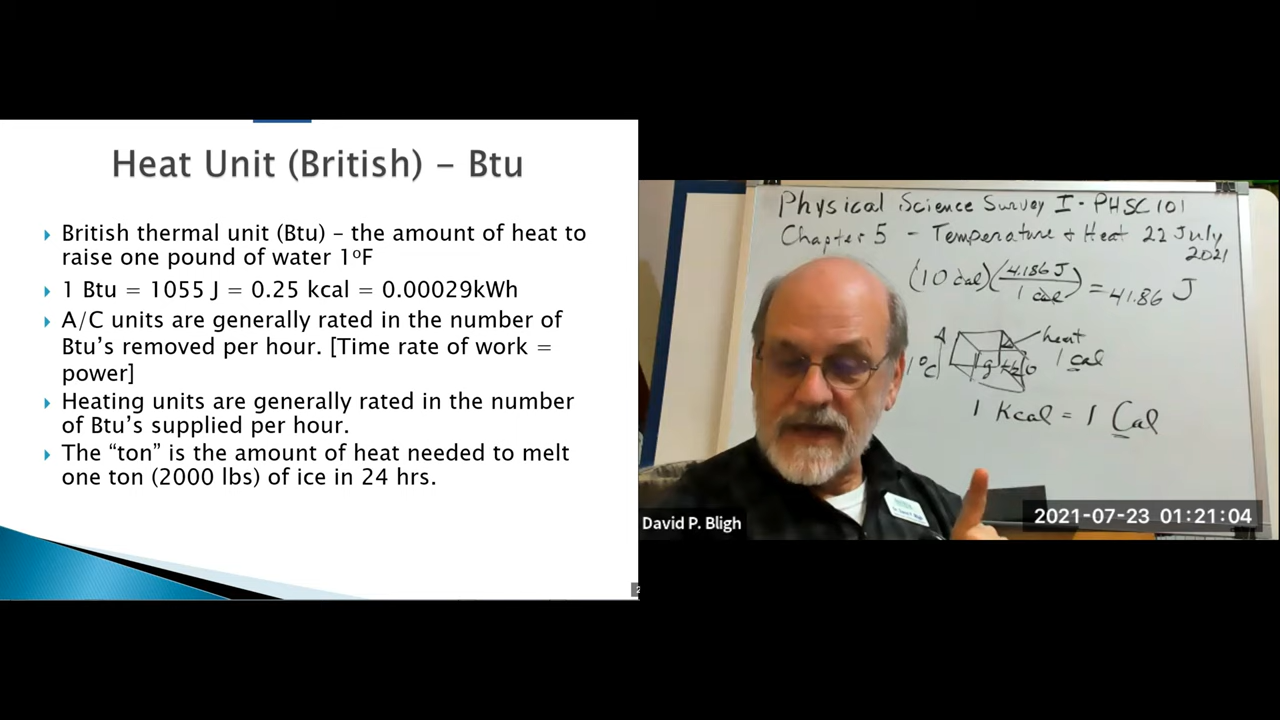 Heat Unit (British) – Btu
British thermal unit (Btu) – the amount of heat to
raise one pound of water 1⁰F
1 Btu = 1055 J = 0.25 kcal = 0.00029kWh
A/C units are generally rated in the number of
Btu’s removed per hour. [Time rate of work =
power]
Heating units are generally rated in the number
of Btu’s supplied per hour.
The “ton” is the amount of heat needed to melt
one ton (2000 lbs) of ice in 24 hrs.
Physical Science Survey I - PHSC 101
Chapter 5 - Temperature + Heat 22 July
2021
(10 cal)(4.186 J / 1 cal) = 41.86 J
heat
1 °C
1 cal
1 Kcal = 1 Cal
David P. Bligh
2021-07-23 01:21:04